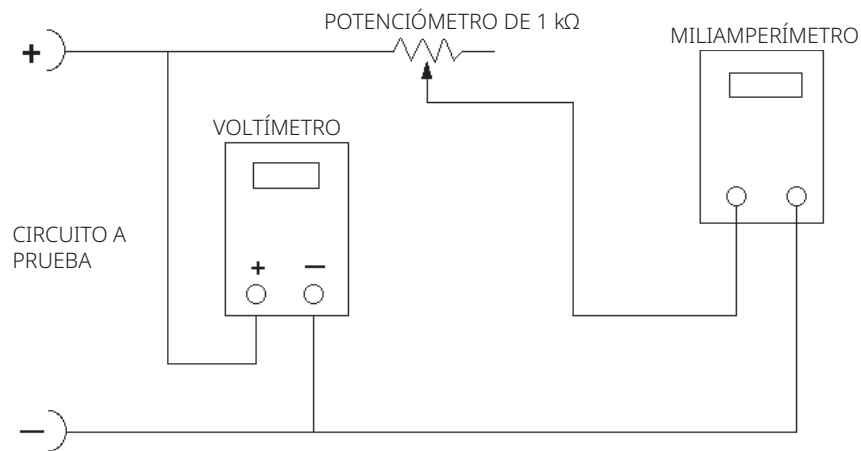 POTENCIÓMETRO DE 1 kΩ
MILIAMPERÍMETRO
+
VOLTÍMETRO
CIRCUITO A
PRUEBA
+ —
—